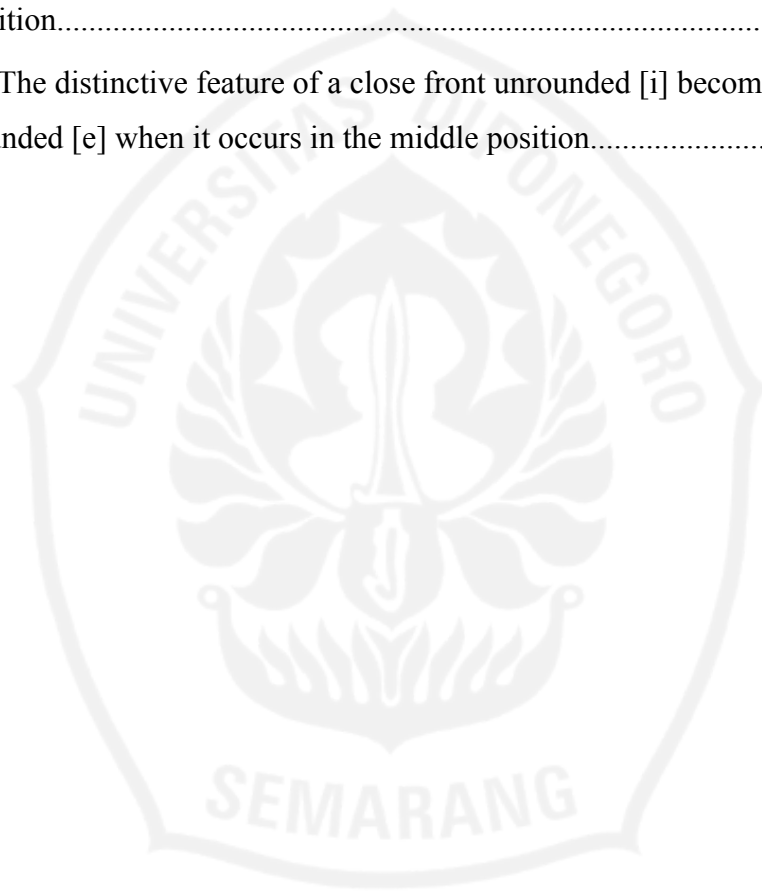 ition.............................................................................
The distinctive feature of a close front unrounded [i] becom
nded [e] when it occurs in the middle position.....................
UNIVERSITAS DIPONEGORO
SEMARANG